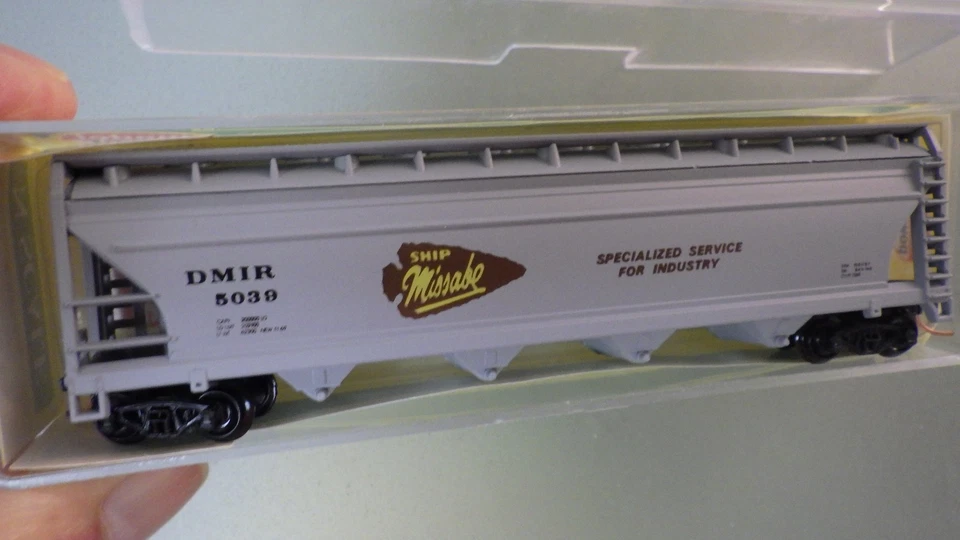 DMIR
5039
SHIP
Missabe
SPECIALIZED SERVICE
FOR INDUSTRY